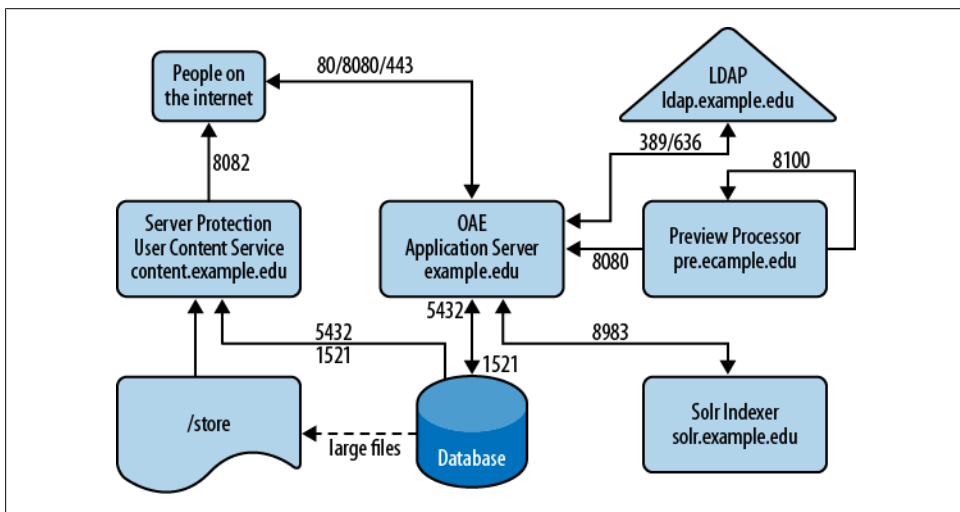 People on
the internet
80/8080/443
LDAP
ldap.example.edu
389/636
8100
8082
Server Protection
User Content Service
content.example.edu
OAE
Application Server
example.edu
8080
Preview Processor
pre.ecample.edu
5432
1521
5432
1521
8983
/store
large files
Database
Solr Indexer
solr.example.edu